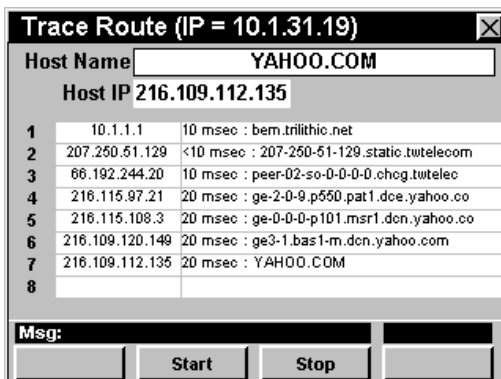 Trace Route (IP = 10.1.31.19)
Host Name YAHOO.COM
Host IP 216.109.112.135
1 10.1.1.1 10 msec : bem.trilithic.net
2 207.250.51.129 <10 msec : 207-250-51-129.static.twtelecom
3 66.192.244.20 10 msec : peer-02-so-0-0-0-0.chcg.twtelec
4 216.115.97.21 20 msec : ge-2-0-9.p550.pat1.dce.yahoo.co
5 216.115.108.3 20 msec : ge-0-0-0-p101.msr1.dcn.yahoo.co
6 216.109.120.149 20 msec : ge3-1.bas1-m.dcn.yahoo.com
7 216.109.112.135 20 msec : YAHOO.COM
8
Msg:
Start Stop